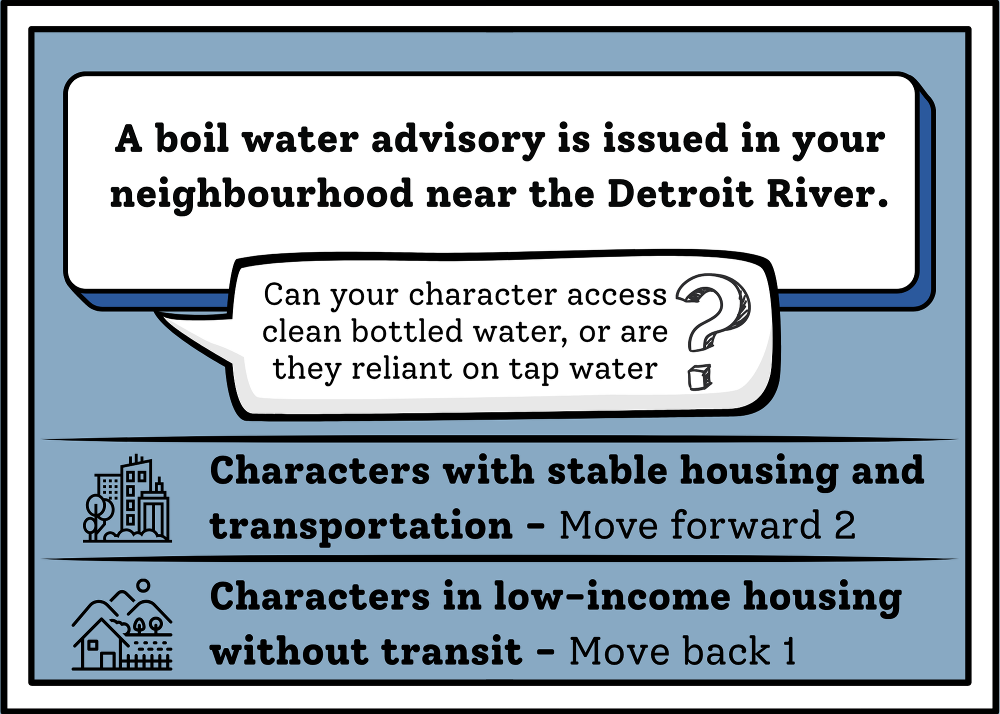 A boil water advisory is issued in your
neighbourhood near the Detroit River.
Can your character access
clean bottled water, or are
they reliant on tap water
?
Characters with stable housing and
transportation – Move forward 2
Characters in low-income housing
without transit – Move back 1